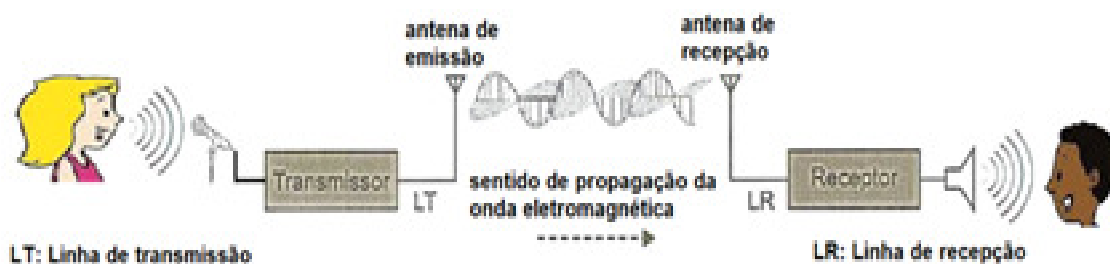 antena de
emissão
antena de
recepção
Transmissor
LT
sentido de propagação da
onda eletromagnética
LR
Receptor
LT: Linha de transmissão
LR: Linha de recepção